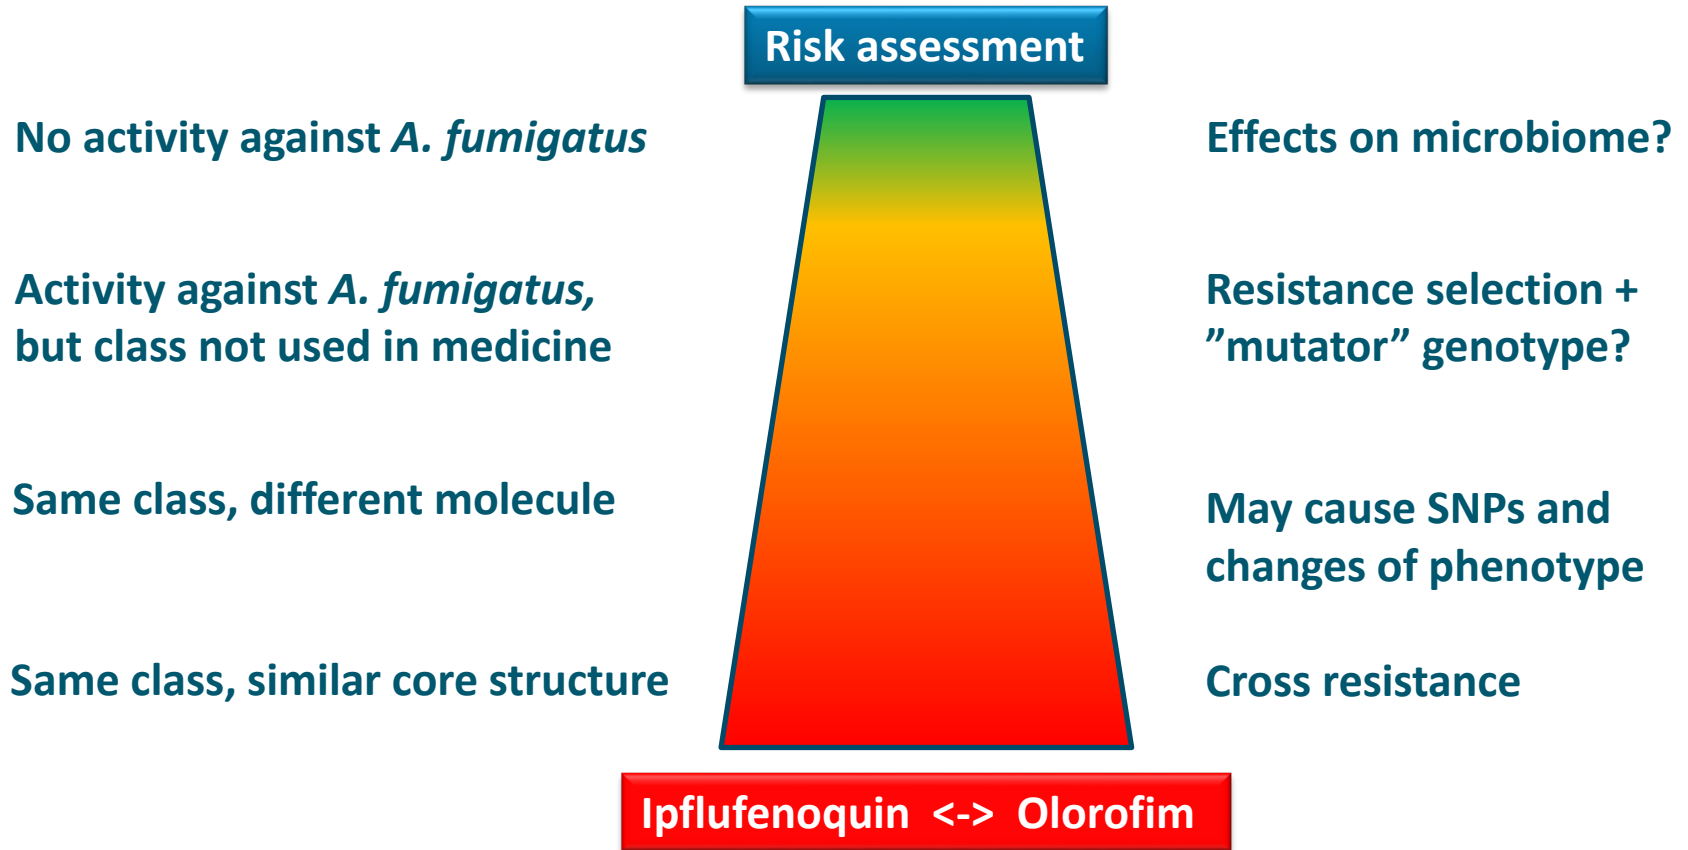 Risk assessment
No activity against A. fumigatus
Effects on microbiome?
Activity against A. fumigatus,
but class not used in medicine
Resistance selection +
”mutator” genotype?
Same class, different molecule
May cause SNPs and
changes of phenotype
Same class, similar core structure
Cross resistance
Ipflufenoquin <-> Olorofim